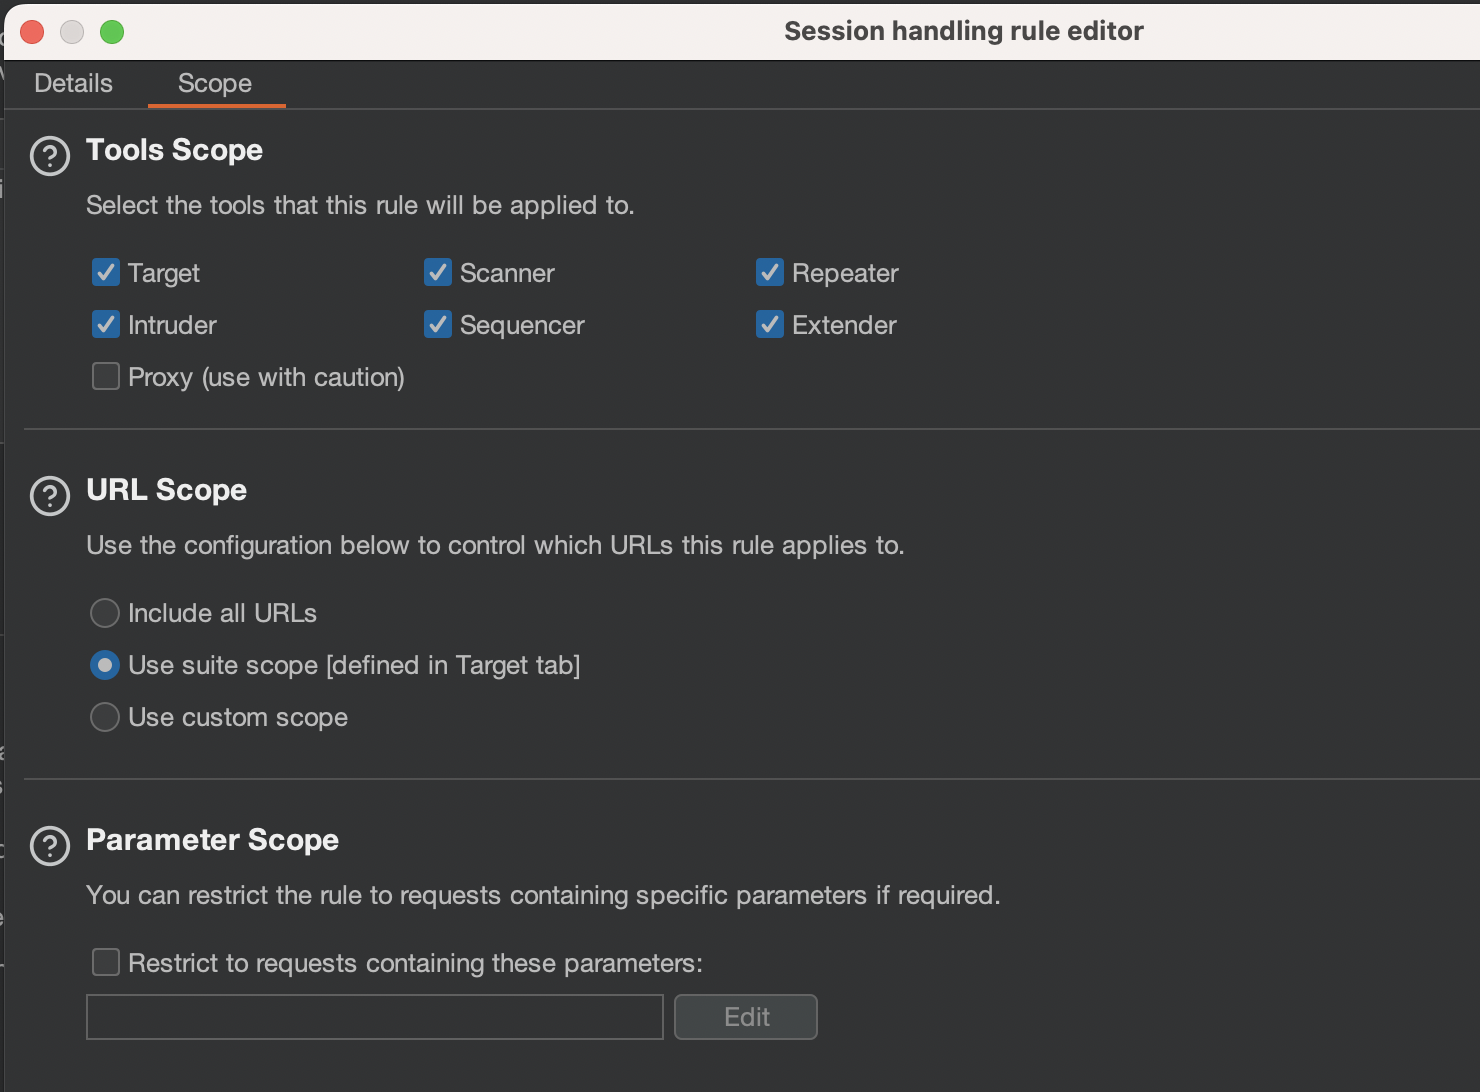 Session handling rule editor
Details Scope
Tools Scope
Select the tools that this rule will be applied to.
Target Scanner Repeater
Intruder Sequencer Extender
Proxy (use with caution)
URL Scope
Use the configuration below to control which URLs this rule applies to.
Include all URLs
Use suite scope [defined in Target tab]
Use custom scope
Parameter Scope
You can restrict the rule to requests containing specific parameters if required.
Restrict to requests containing these parameters:
Edit